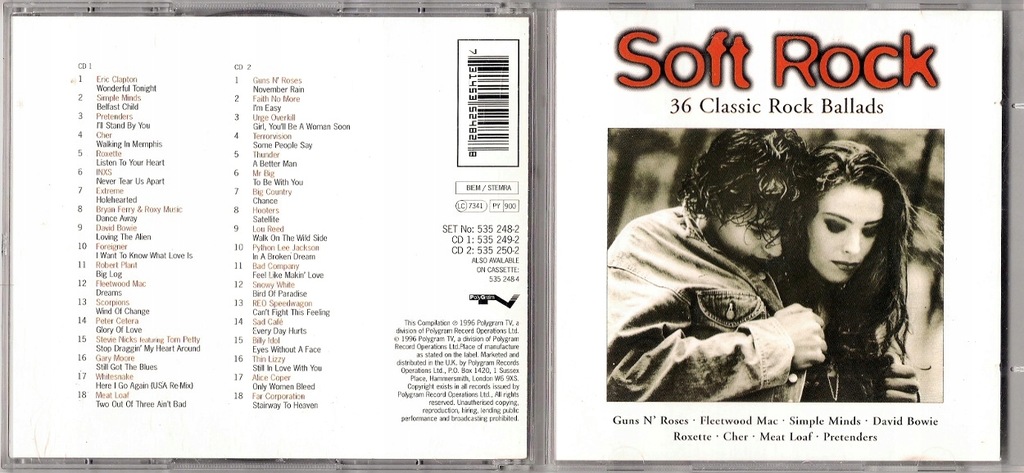 CD 1
1 Eric Clapton
Wonderful Tonight
2 Simple Minds
Belfast Child
3 Pretenders
I'll Stand By You
4 Cher
Walking In Memphis
5 Roxette
Listen To Your Heart
6 INXS
Never Tear Us Apart
7 Extreme
Holehearted
8 Bryan Ferry & Roxy Music
Dance Away
9 David Bowie
Loving The Alien
10 Foreigner
I Want To Know What Love Is
11 Robert Plant
Big Log
12 Fleetwood Mac
Dreams
13 Scorpions
Wind Of Change
14 Peter Cetera
Glory Of Love
15 Stevie Nicks featuring Tom Petty
Stop Draggin' My Heart Around
16 Gary Moore
Still Got The Blues
17 Whitesnake
Here I Go Again (USA Re-Mix)
18 Meat Loaf
Two Out Of Three Ain't Bad
CD 2
1 Guns N' Roses
November Rain
2 Faith No More
I'm Easy
3 Urge Overkill
Girl, You'll Be A Woman Soon
4 Terrorvision
Some People Say
5 Thunder
A Better Man
6 Mr Big
To Be With You
7 Big Country
Chance
8 Hooters
Satellite
9 Lou Reed
Walk On The Wild Side
10 Python Lee Jackson
In A Broken Dream
11 Bad Company
Feel Like Makin' Love
12 Snowy White
Bird Of Paradise
13 REO Speedwagon
Can't Fight This Feeling
14 Sad Café
Every Day Hurts
15 Billy Idol
Eyes Without A Face
16 Thin Lizzy
Still In Love With You
17 Alice Coper
Only Women Bleed
18 Far Corporation
Stairway To Heaven
7 31453 52482 8
BIEM / STEMRA
LC 7341 PY 900
SET No: 535 248-2
CD 1: 535 249-2
CD 2: 535 250-2
ALSO AVAILABLE
ON CASSETTE:
535 248-4
PolyGram TV
This Compilation ℗ 1996 Polygram TV, a
division of Polygram Record Operations Ltd.
© 1996 Polygram TV, a division of Polygram
Record Operations Ltd.Place of manufacture
as stated on the label. Marketed and
distributed in the U.K. by Polygram Records
Operations Ltd., P.O. Box 1420, 1 Sussex
Place, Hammersmith, London W6 9XS.
Copyright exists in all records issued by
Polygram Record Operations Ltd., All rights
reserved. Unauthorised copying,
reproduction, hiring, lending public
performance and broadcasting prohibited.
Soft Rock
36 Classic Rock Ballads
Guns N' Roses · Fleetwood Mac · Simple Minds · David Bowie
Roxette · Cher · Meat Loaf · Pretenders